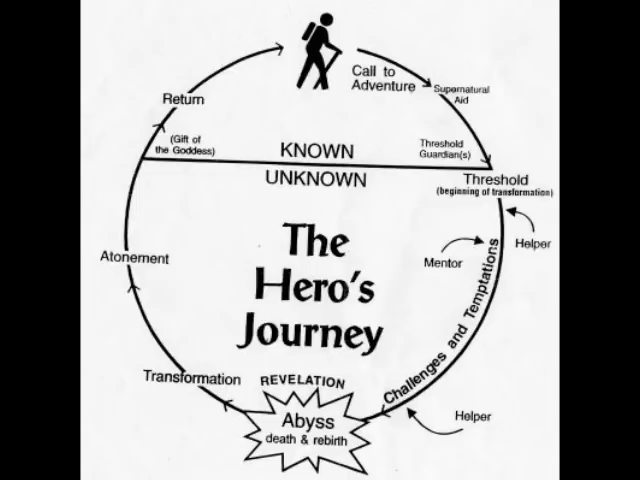 Call to
Adventure
Supernatural
Aid
Return
(Gift of
the Goddess)
KNOWN
Threshold
Guardian(s)
UNKNOWN
Threshold
(beginning of transformation)
The
Hero's
Journey
Helper
Mentor
Atonement
Challenges and Temptations
Transformation
REVELATION
Abyss
death & rebirth
Helper